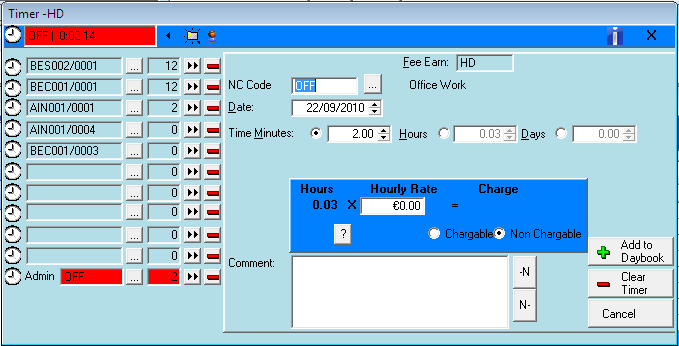 Timer -HD
OFF | 0:02:14
X
BES002/0001 ... 12
BEC001/0001 ... 12
AIN001/0001 ... 2
AIN001/0004 ... 0
BEC001/0003 ... 0
... 0
... 0
... 0
... 0
... 0
Admin OFF ... 2
Fee Earn: HD
NC Code OFF ... Office Work
Date: 22/09/2010
Time Minutes: 2.00 Hours 0.03 Days 0.00
Hours Hourly Rate Charge
0.03 X €0.00 =
? Chargable Non Chargable
Comment:
-N
N-
Add to
Daybook
Clear
Timer
Cancel